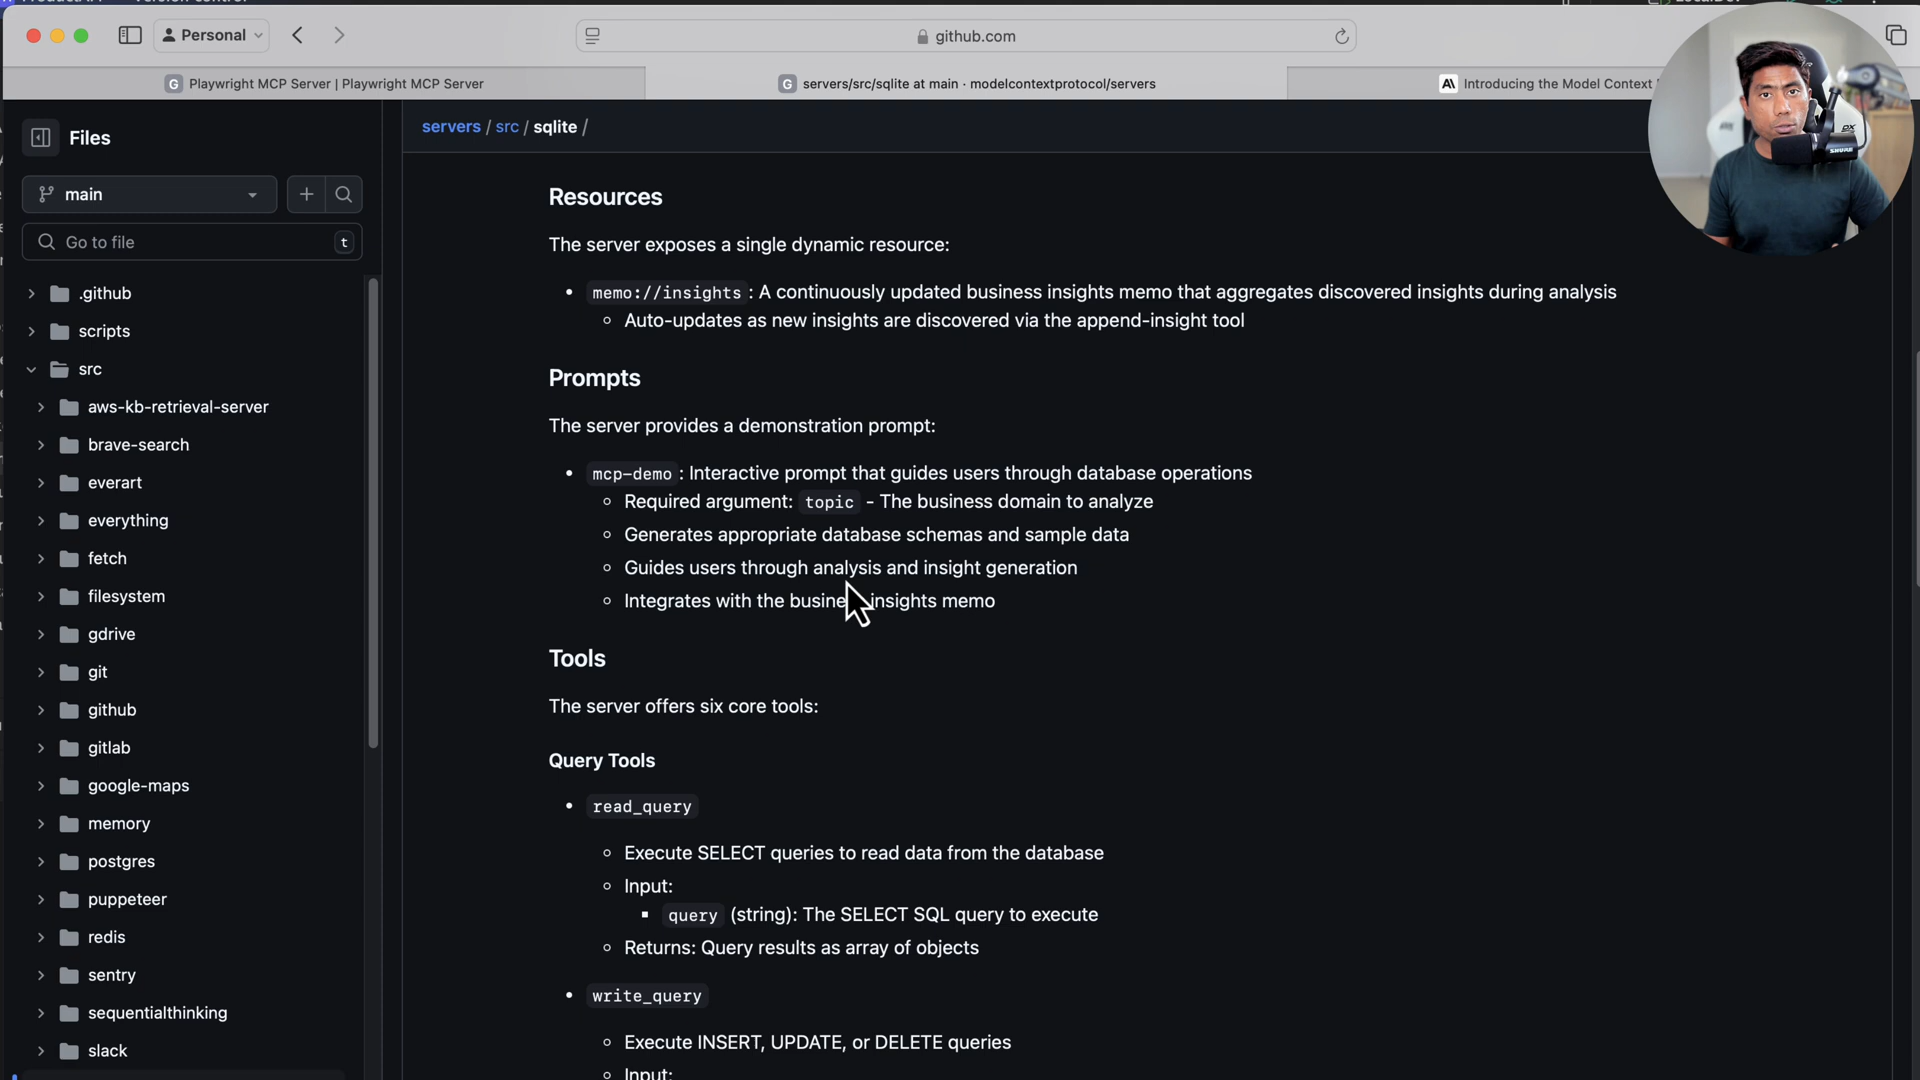 Personal
github.com
Playwright MCP Server | Playwright MCP Server
servers/src/sqlite at main · modelcontextprotocol/servers
Introducing the Model Context
Files
main
Go to file
t
.github
scripts
src
aws-kb-retrieval-server
brave-search
everart
everything
fetch
filesystem
gdrive
git
github
gitlab
google-maps
memory
postgres
puppeteer
redis
sentry
sequentialthinking
slack
servers / src / sqlite /
Resources
The server exposes a single dynamic resource:
• memo://insights : A continuously updated business insights memo that aggregates discovered insights during analysis
Auto-updates as new insights are discovered via the append-insight tool
Prompts
The server provides a demonstration prompt:
• mcp-demo : Interactive prompt that guides users through database operations
Required argument: topic - The business domain to analyze
Generates appropriate database schemas and sample data
Guides users through analysis and insight generation
Integrates with the busine insights memo
Tools
The server offers six core tools:
Query Tools
• read_query
Execute SELECT queries to read data from the database
Input:
query (string): The SELECT SQL query to execute
Returns: Query results as array of objects
• write_query
Execute INSERT, UPDATE, or DELETE queries
Input:
SHURE